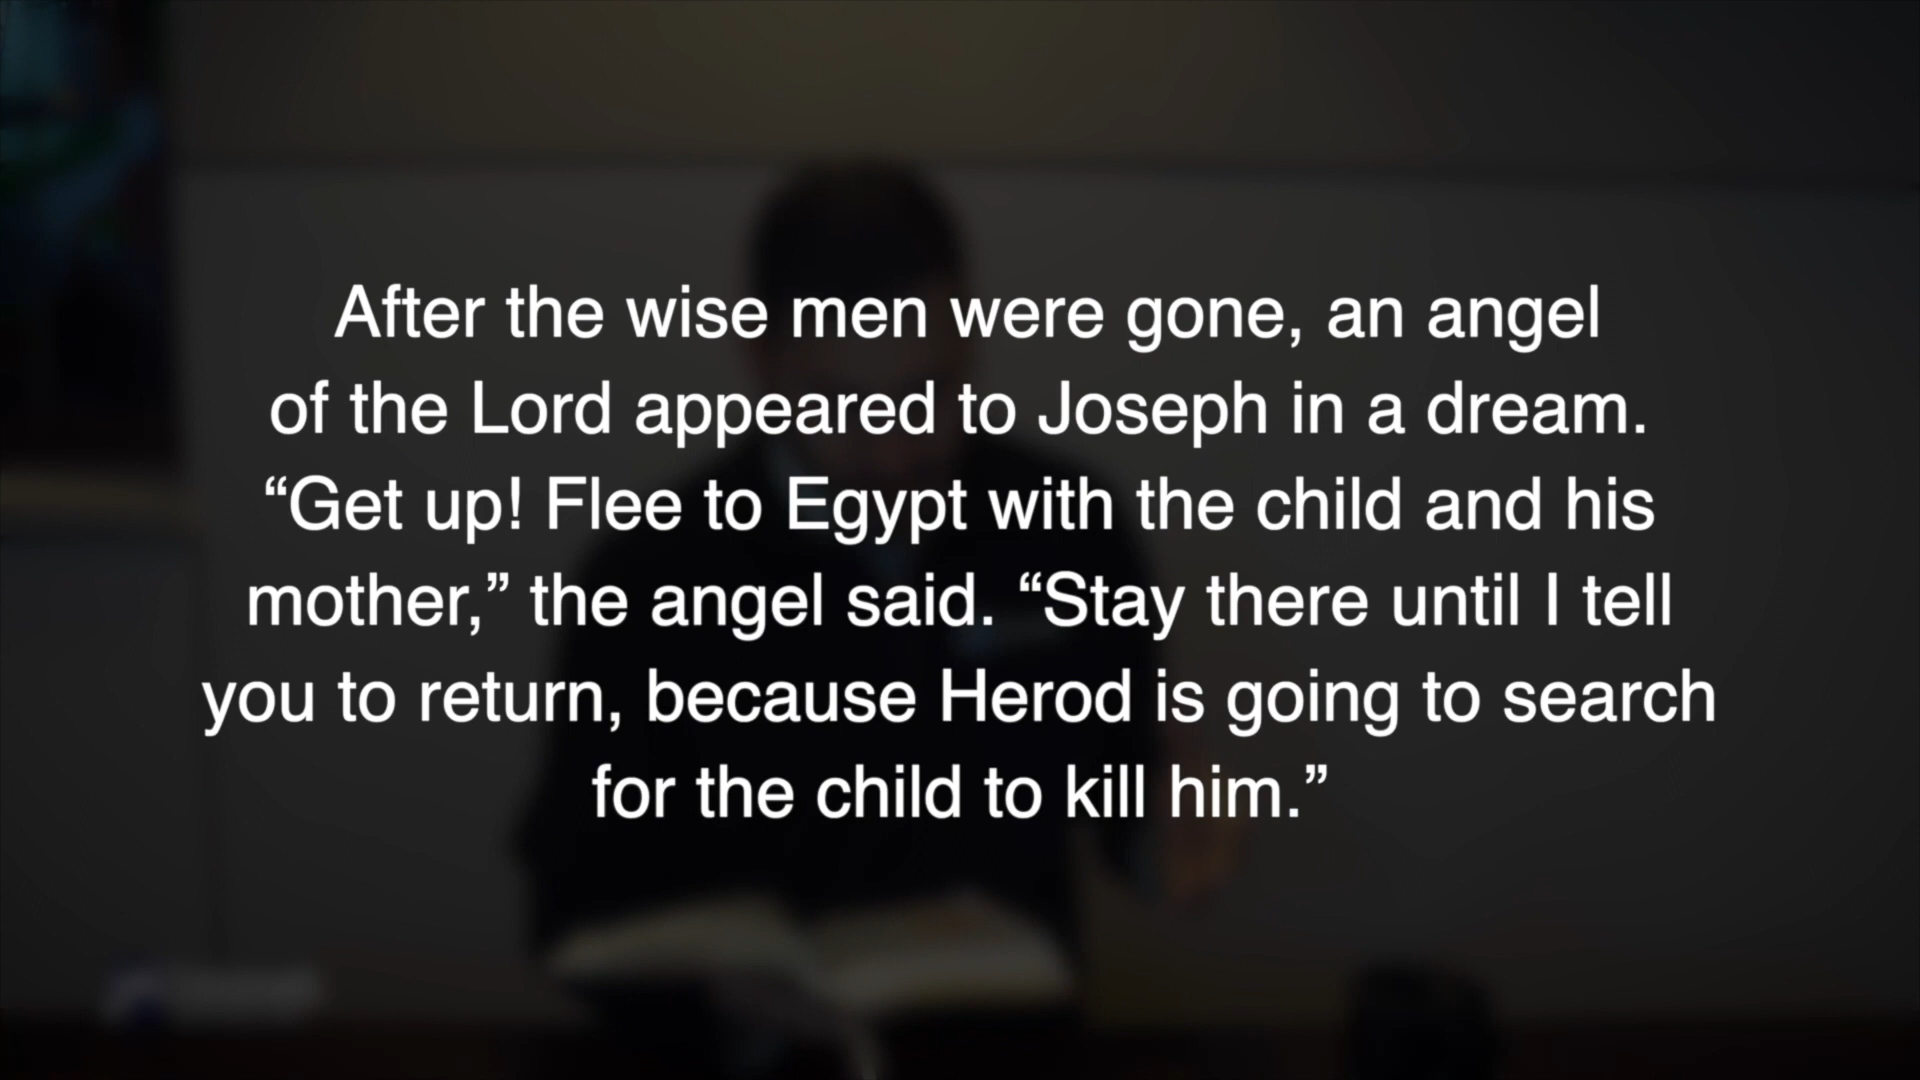 After the wise men were gone, an angel
of the Lord appeared to Joseph in a dream.
“Get up! Flee to Egypt with the child and his
mother,” the angel said. “Stay there until I tell
you to return, because Herod is going to search
for the child to kill him.”